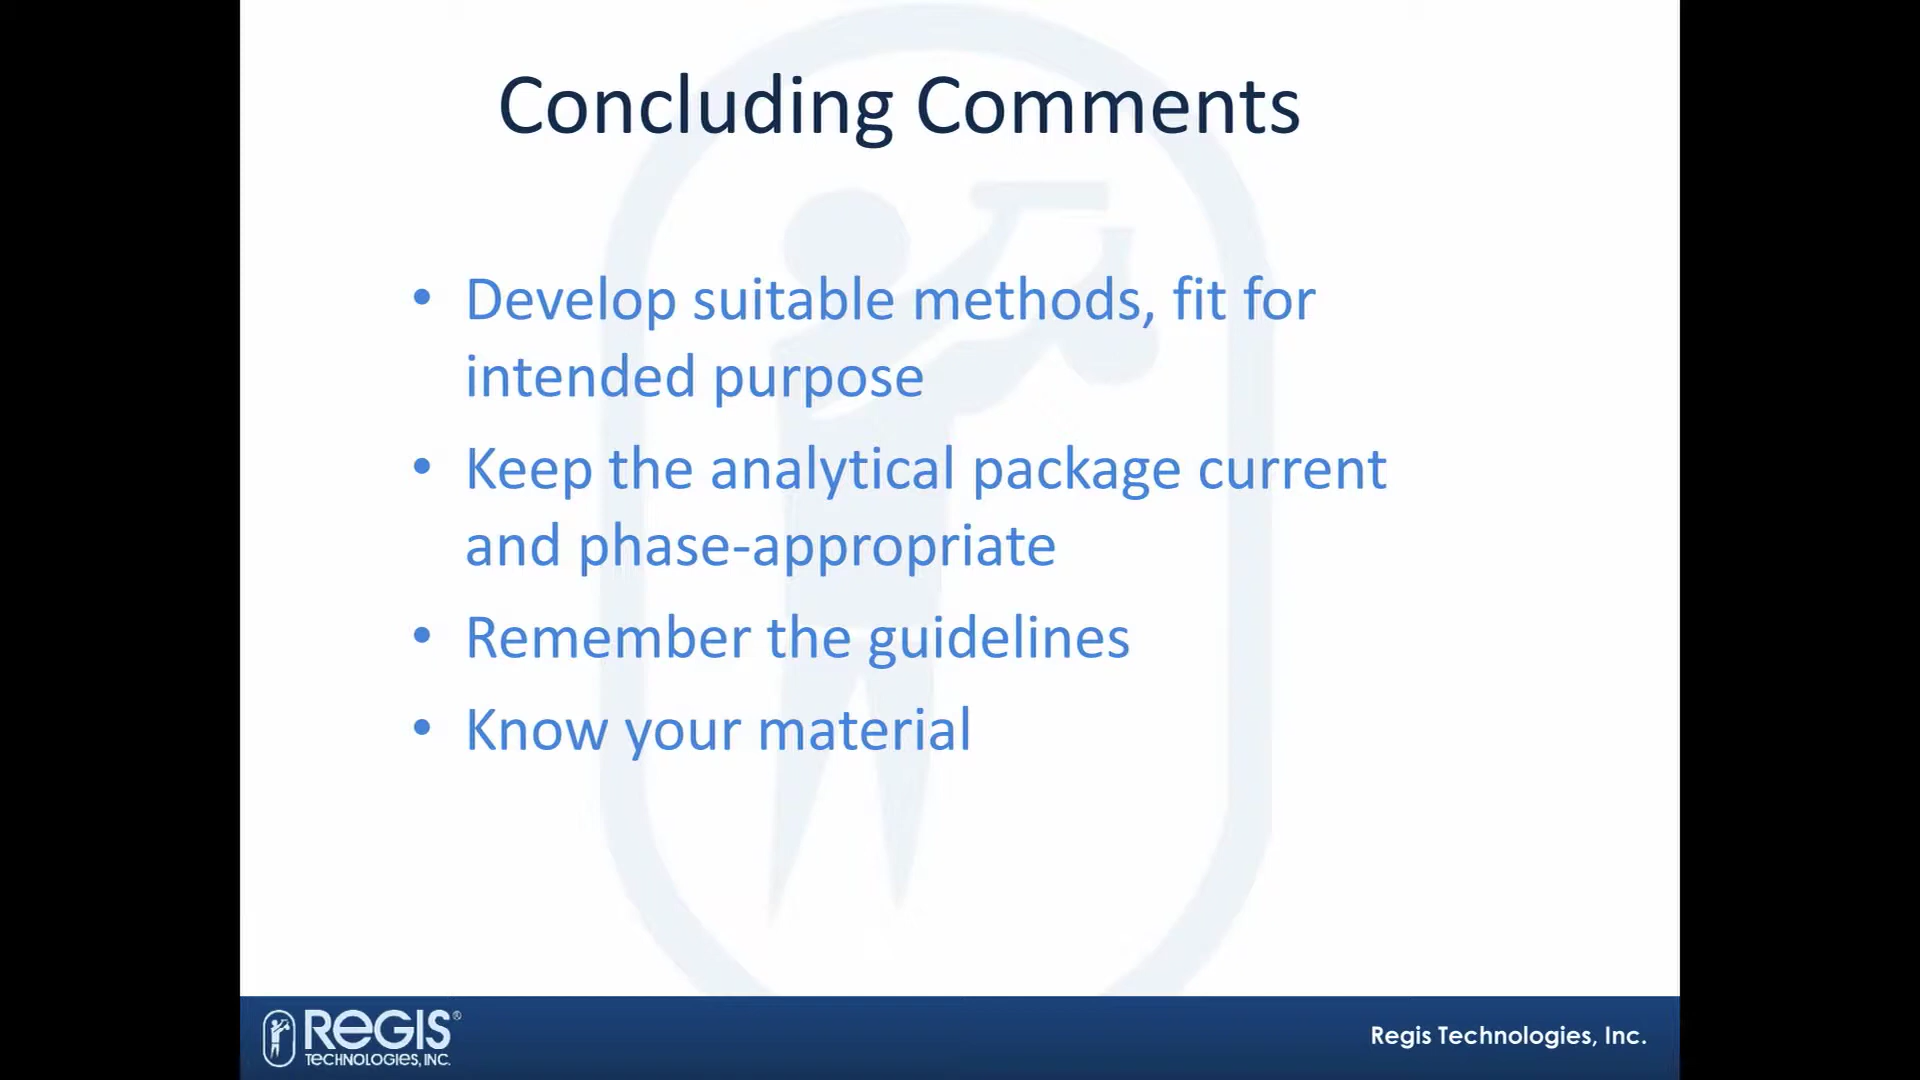 Concluding Comments
• Develop suitable methods, fit for
intended purpose
• Keep the analytical package current
and phase-appropriate
• Remember the guidelines
• Know your material
REGIS®
TECHNOLOGIES, INC.
Regis Technologies, Inc.